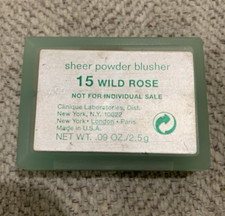 sheer powder blusher
15 WILD ROSE
NOT FOR INDIVIDUAL SALE
Clinique Laboratories, Dist.
New York, N.Y. 10022
New York • London • Paris
Made in U.S.A.
NET WT. .09 OZ./2.5g